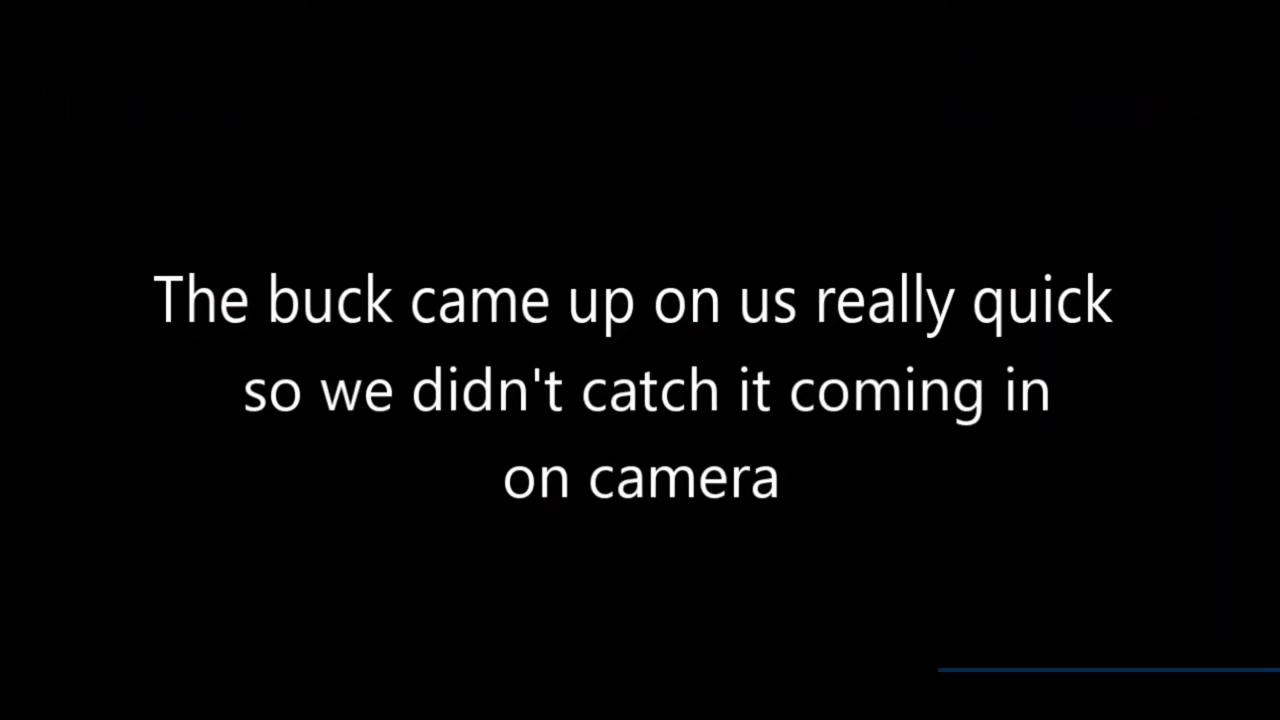 The buck came up on us really quick
so we didn't catch it coming in
on camera